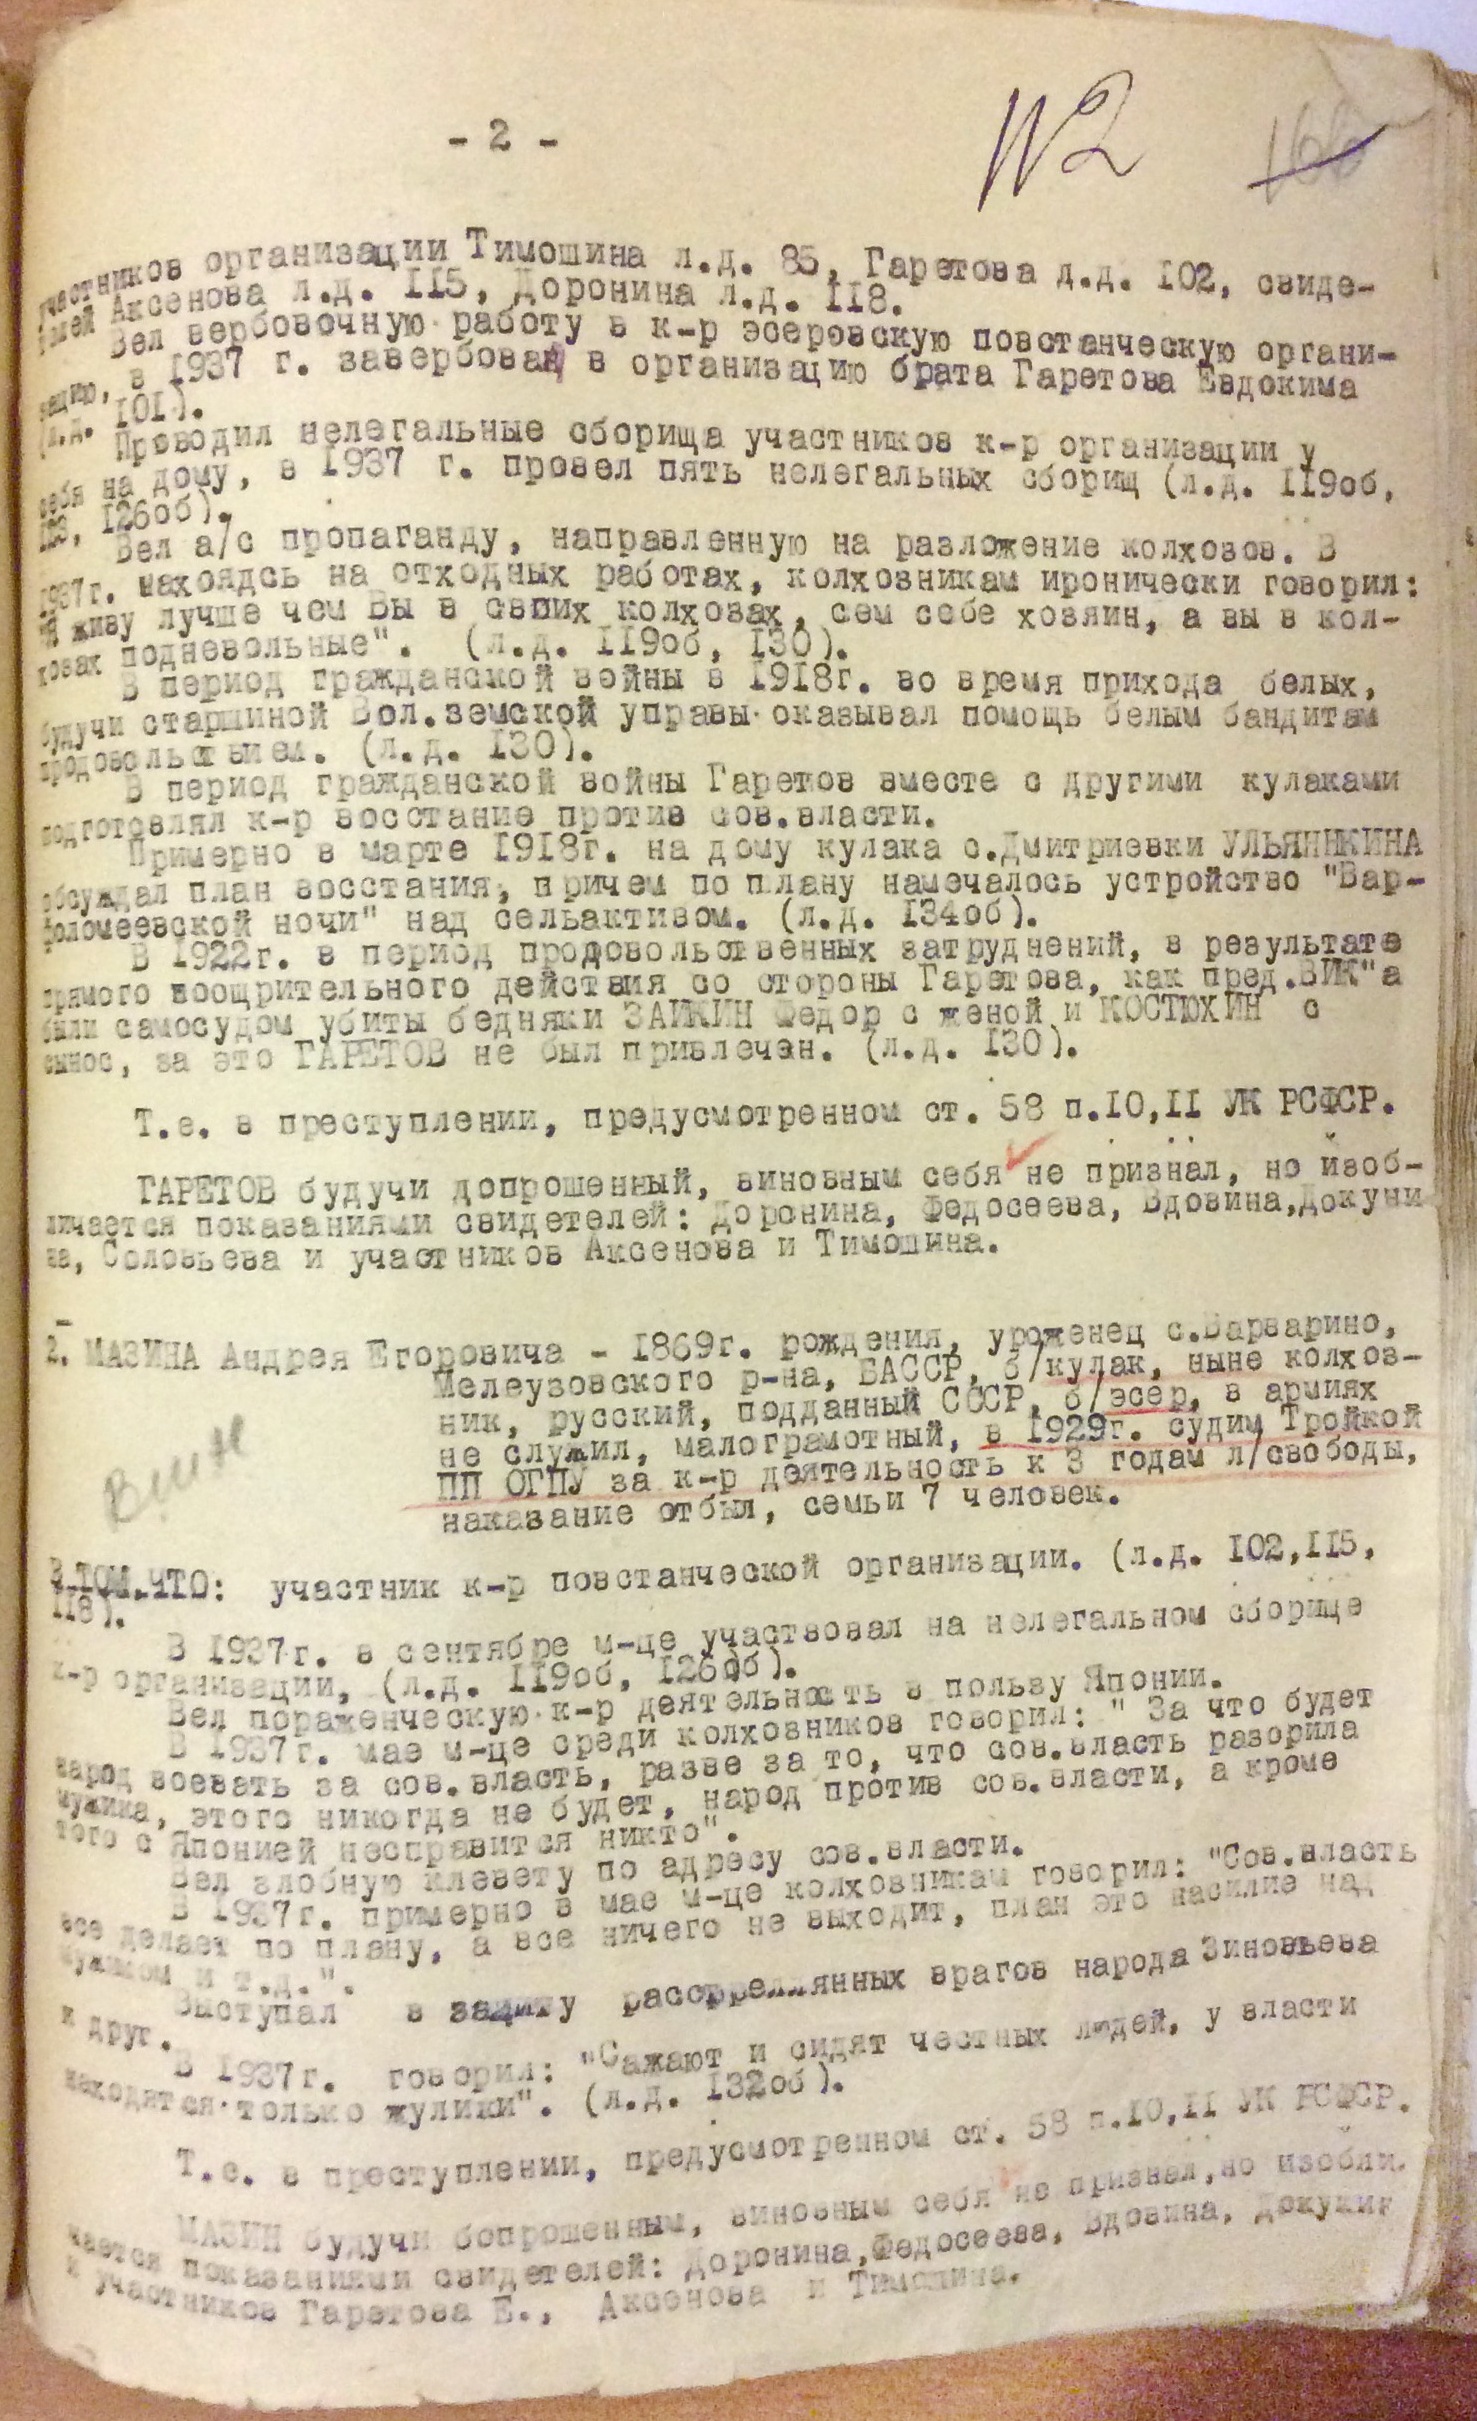 - 2 -
участников организации Тимошина л.д. 85, Гаретова д.д. 102, свиде-
Аксенова л.д. 115, Доронина л.д. 118.
Вел вербовочную работу в к-р эсеровскую повстанческую органи-
зацию, в 1937 г. завербовал в организацию брата Гаретова Евдокима
(л.д. 101).
Проводил нелегальные сборища участников к-р организации у
себя на дому, в 1937 г. провел пять нелегальных сборищ (л.д. 119об,
123, 126об).
Вел а/с пропаганду, направленную на разложение колхозов. В
1937г. нахоядсь на отходных работах, колхозникам иронически говорил:
"Я живу лучше чем Вы в своих колхозах, сем себе хозяин, а вы в кол-
хозах подневольные". (л.д. 119об, 130).
В период гражданской войны в 1918г. во время прихода белых,
будучи старшиной Вол.земской управы оказывал помощь белым бандитам
продовольствием. (л.д. 130).
В период гражданской войны Гаретов вместе с другими кулаками
подготовлял к-р восстание против сов.власти.
Примерно в марте 1918г. на дому кулака с.Дмитриевки УЛЬЯНИКИНА
обсуждал план восстания, причем по плану намечалось устройство "Вар-
фоломеевской ночи" над сельактивом. (л.д. 134об).
В 1922г. в период продовольственных затруднений, в результате
прямого поощрительного действия со стороны Гаретова, как пред.ВИК"а
были самосудом убиты бедняки ЗАИКИН Федор с женой и КОСТЮХИН с
сынос, за это ГАРЕТОВ не был привлечен. (л.д. 130).
Т.е. в преступлении, предусмотренном ст. 58 п.10,11 УК РСФСР.
ГАРЕТОВ будучи допрошенный, виновным себя не признал, но изоб-
личается показаниями свидетелей: Доронина, Федосеева, Вдовина,Докуни
на, Соловьева и участников Аксенова и Тимошина.
2. МАЗИНА Андрея Егоровича - 1869г. рождения, уроженец с.Варварино,
Мелеузовского р-на, БАССР, б/кулак, ныне колхоз-
ник, русский, подданный СССР, б/эсер, в армиях
не служил, малограмотный, в 1929г. судим Тройкой
ПП ОГПУ за к-р деятельность к 3 годам л/свободы,
наказание отбыл, семьи 7 человек.
В ТОМ,ЧТО: участник к-р повстанческой организации. (л.д. 102,115,
118).
В 1937г. в сентябре м-це участвовал на нелегальном сборище
к-р организации, (л.д. 119об, 126об).
Вел пораженческую к-р деятельность в пользу Японии.
В 1937г. мае м-це среди колхозников говорил: " За что будет
народ воевать за сов.власть, разве за то, что сов.власть разорила
мужика, этого никогда не будет, народ против сов.власти, а кроме
того с Японией несправится никто".
Вел злобную клевету по адресу сов.власти.
В 1937г. примерно в мае м-це колхозникам говорил: "Сов.власть
все делает по плану, а все ничего не выходит, план это насилие над
мужиком и т.д.".
Выступал в защиту расстрелянных врагов народа Зиновьева
и друг.
В 1937г. говорил: "Сажают и сидят честных людей, у власти
находятся только жулики". (л.д. 132об).
Т.е. в преступлении, предусмотренном ст. 58 п.10,11 УК РСФСР.
МАЗИН будучи бопрошенным, виновным себя не признал,но изобли-
чается показаниями свидетелей: Доронина,Федосеева, Вдовина, Докунин
и участников Гаретова Е., Аксенова и Тимошина.